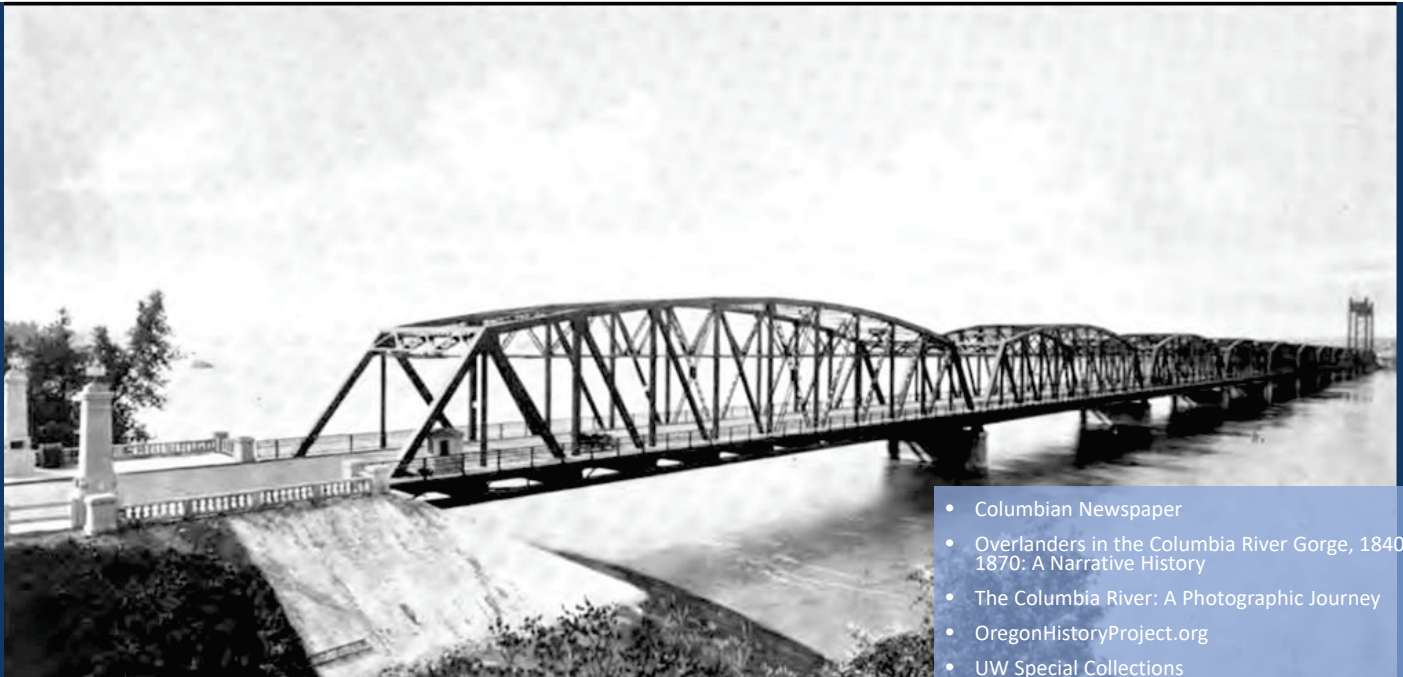 • Columbian Newspaper
• Overlanders in the Columbia River Gorge, 1840
1870: A Narrative History
• The Columbia River: A Photographic Journey
• OregonHistoryProject.org
• UW Special Collections